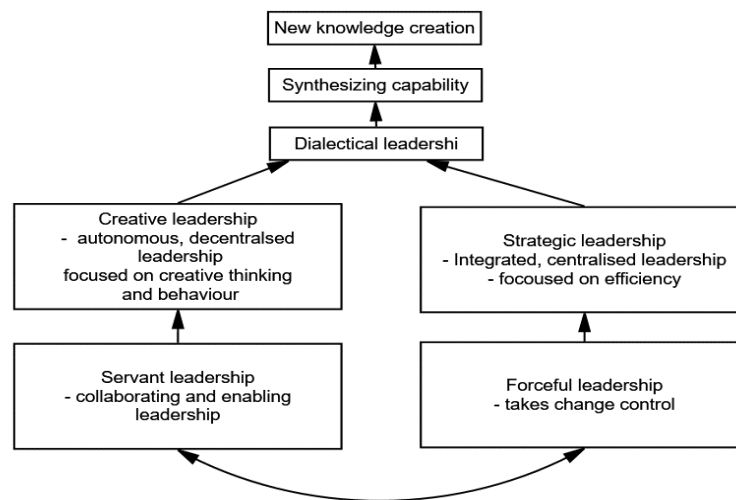 New knowledge creation
Synthesizing capability
Dialectical leadershi
Creative leadership
- autonomous, decentralised
leadership
focused on creative thinking
and behaviour
Strategic leadership
- Integrated, centralised leadership
- focoused on efficiency
Servant leadership
- collaborating and enabling
leadership
Forceful leadership
- takes change control